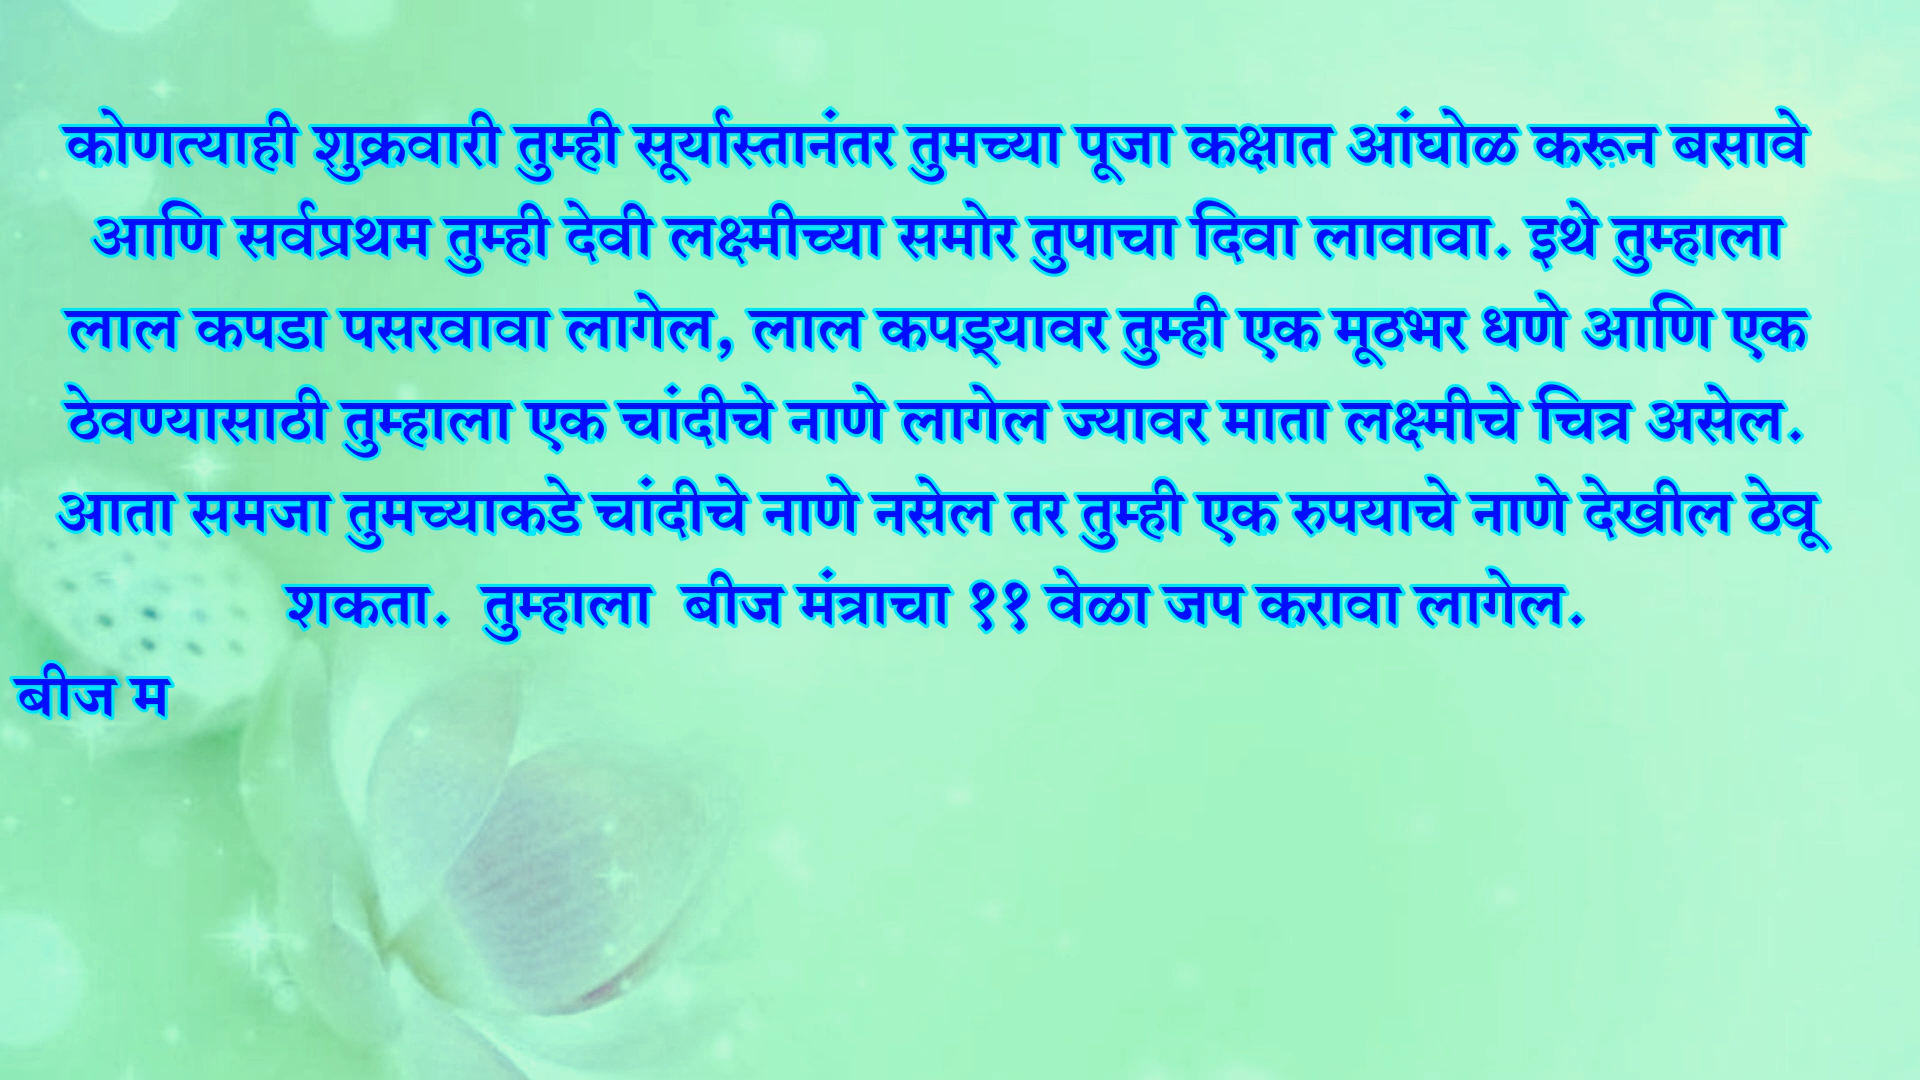 कोणत्याही शुक्रवारी तुम्ही सूर्यास्तानंतर तुमच्या पूजा कक्षात आंघोळ करून बसावे
आणि सर्वप्रथम तुम्ही देवी लक्ष्मीच्या समोर तुपाचा दिवा लावावा. इथे तुम्हाला
लाल कपडा पसरवावा लागेल, लाल कपड्यावर तुम्ही एक मूठभर धणे आणि एक
ठेवण्यासाठी तुम्हाला एक चांदीचे नाणे लागेल ज्यावर माता लक्ष्मीचे चित्र असेल.
आता समजा तुमच्याकडे चांदीचे नाणे नसेल तर तुम्ही एक रुपयाचे नाणे देखील ठेवू
शकता. तुम्हाला बीज मंत्राचा ११ वेळा जप करावा लागेल.
बीज म